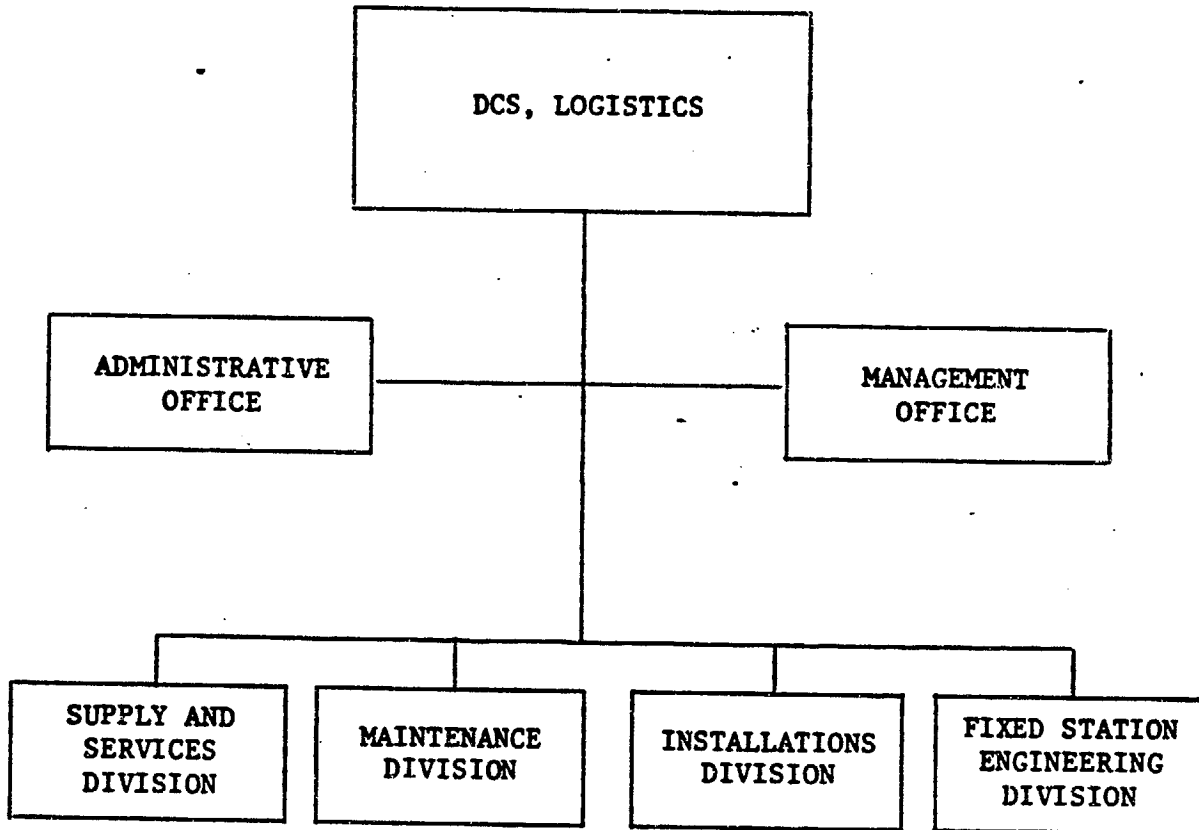 DCS, LOGISTICS
ADMINISTRATIVE
OFFICE
MANAGEMENT
OFFICE
SUPPLY AND
SERVICES
DIVISION
MAINTENANCE
DIVISION
INSTALLATIONS
DIVISION
FIXED STATION
ENGINEERING
DIVISION